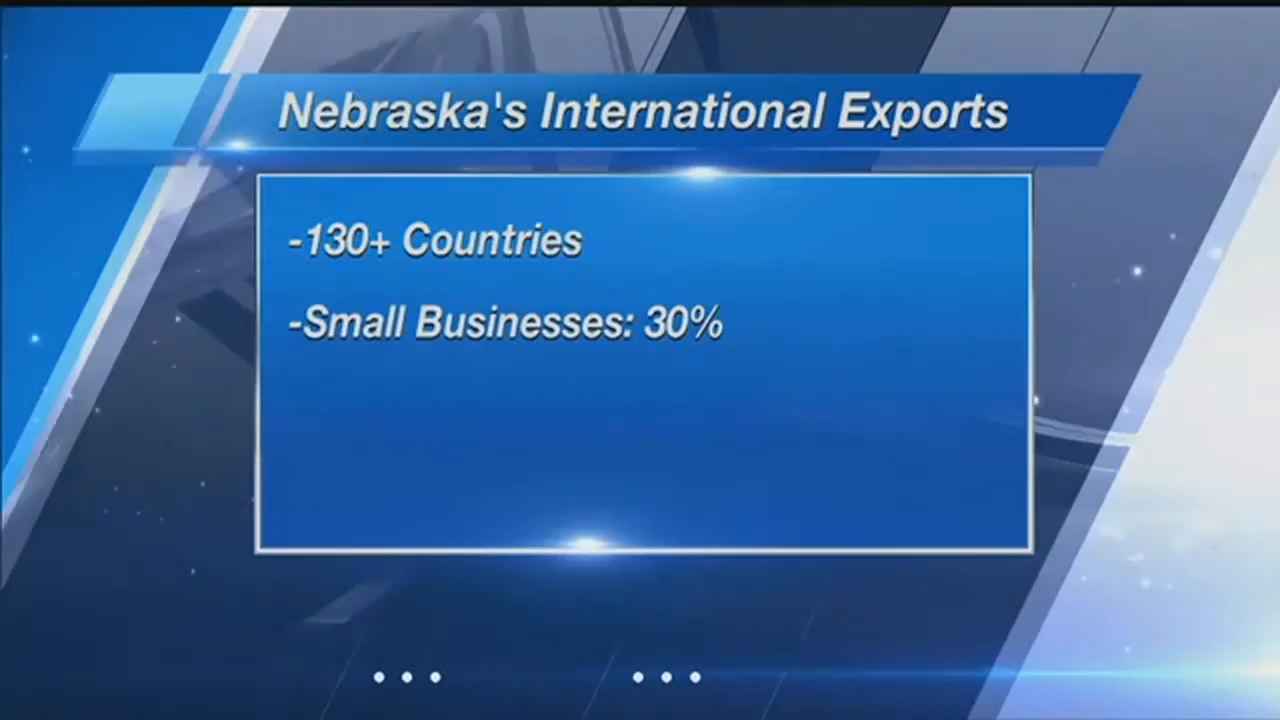 Nebraska's International Exports
-130+ Countries
-Small Businesses: 30%